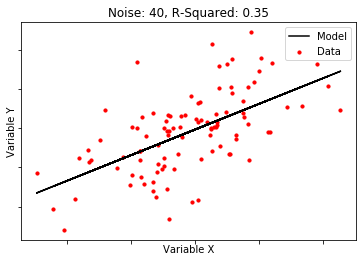 Noise: 40, R-Squared: 0.35
Model
Data
Variable Y
Variable X